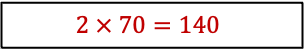 2 × 70 = 140